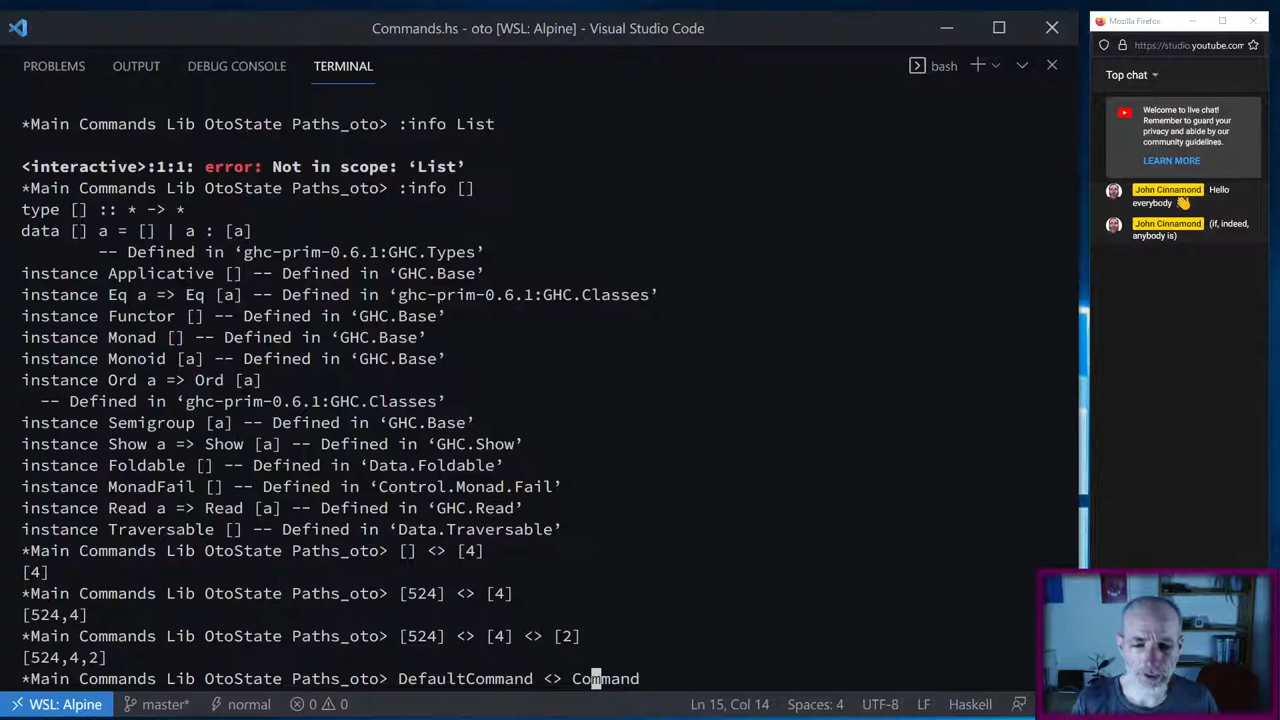 Commands.hs - oto [WSL: Alpine] - Visual Studio Code
PROBLEMS OUTPUT DEBUG CONSOLE TERMINAL bash
*Main Commands Lib OtoState Paths_oto> :info List
<interactive>:1:1: error: Not in scope: ‘List’
*Main Commands Lib OtoState Paths_oto> :info []
type [] :: * -> *
data [] a = [] | a : [a]
-- Defined in ‘ghc-prim-0.6.1:GHC.Types’
instance Applicative [] -- Defined in ‘GHC.Base’
instance Eq a => Eq [a] -- Defined in ‘ghc-prim-0.6.1:GHC.Classes’
instance Functor [] -- Defined in ‘GHC.Base’
instance Monad [] -- Defined in ‘GHC.Base’
instance Monoid [a] -- Defined in ‘GHC.Base’
instance Ord a => Ord [a]
-- Defined in ‘ghc-prim-0.6.1:GHC.Classes’
instance Semigroup [a] -- Defined in ‘GHC.Base’
instance Show a => Show [a] -- Defined in ‘GHC.Show’
instance Foldable [] -- Defined in ‘Data.Foldable’
instance MonadFail [] -- Defined in ‘Control.Monad.Fail’
instance Read a => Read [a] -- Defined in ‘GHC.Read’
instance Traversable [] -- Defined in ‘Data.Traversable’
*Main Commands Lib OtoState Paths_oto> [] <> [4]
[4]
*Main Commands Lib OtoState Paths_oto> [524] <> [4]
[524,4]
*Main Commands Lib OtoState Paths_oto> [524] <> [4] <> [2]
[524,4,2]
*Main Commands Lib OtoState Paths_oto> DefaultCommand <> Command
WSL: Alpine master* normal 0 0 Ln 15, Col 14 Spaces: 4 UTF-8 LF Haskell
Mozilla Firefox
https://studio.youtube.com
Top chat
Welcome to live chat!
Remember to guard your
privacy and abide by our
community guidelines.
LEARN MORE
John Cinnamond Hello
everybody 👋
John Cinnamond (if, indeed,
anybody is)